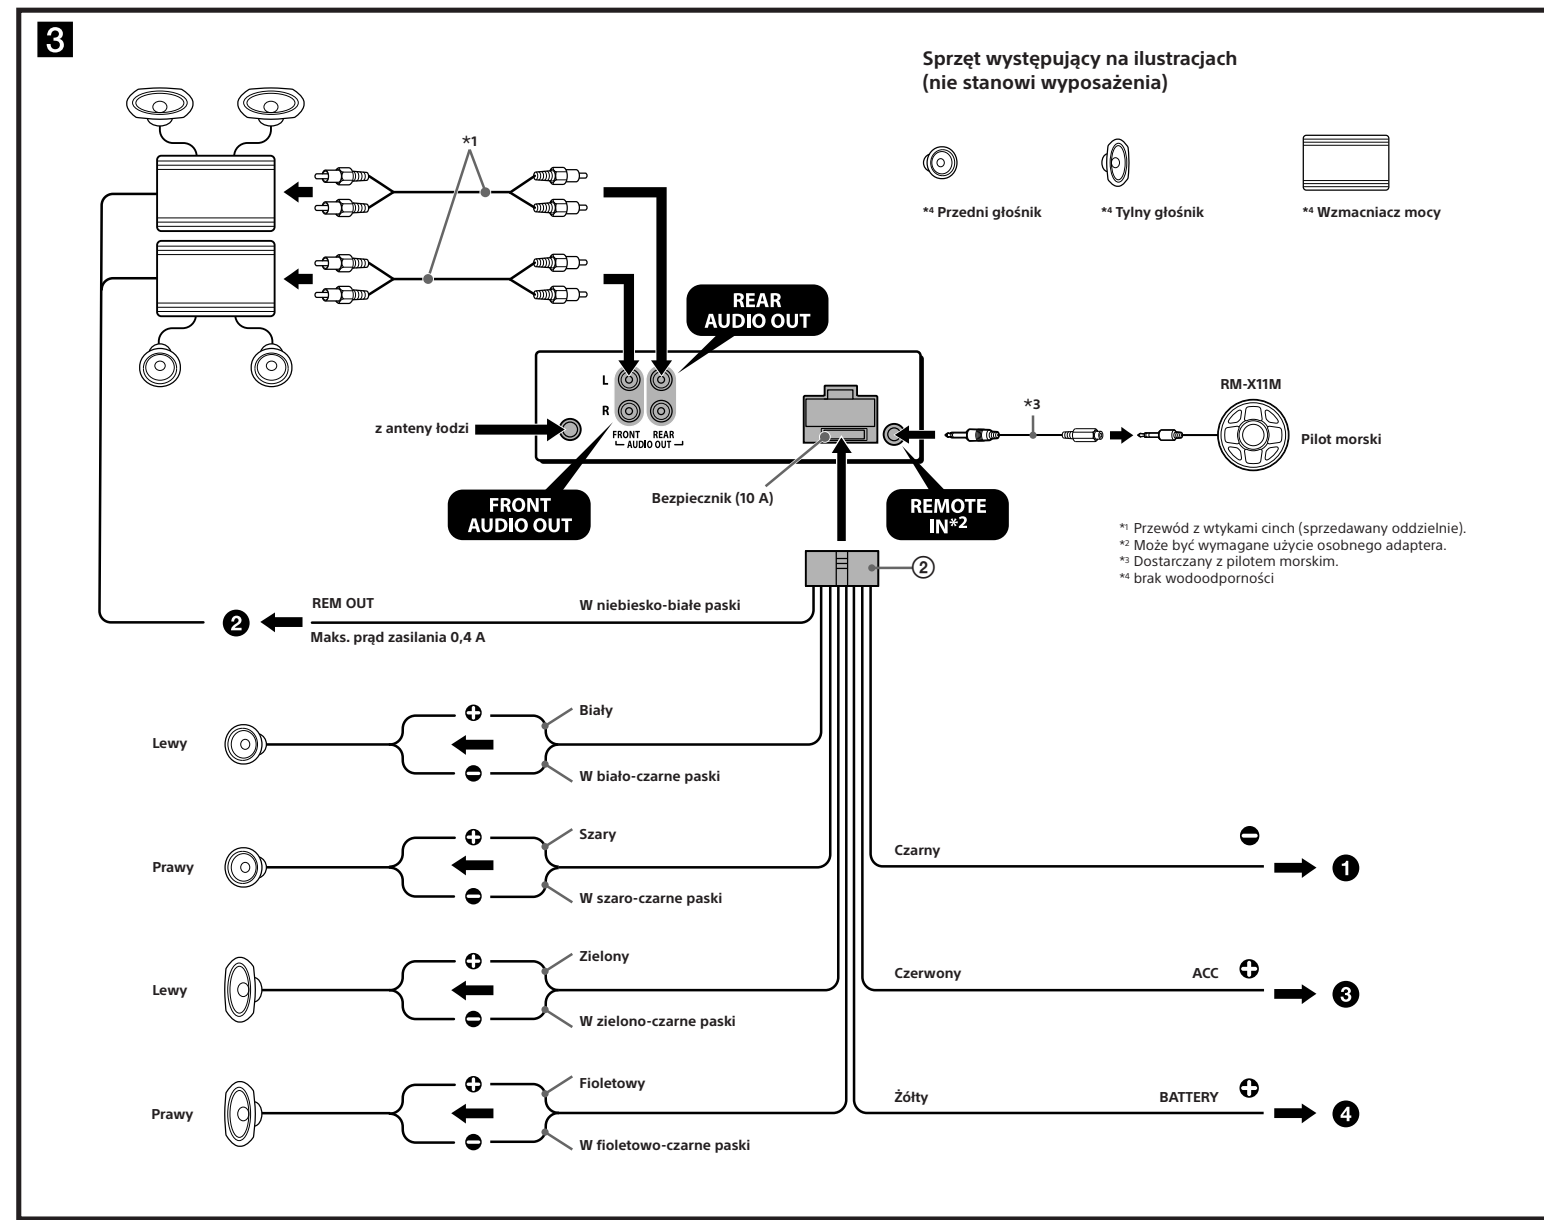 3
Sprzęt występujący na ilustracjach
(nie stanowi wyposażenia)
*1
*4 Przedni głośnik
*4 Tylny głośnik
*4 Wzmacniacz mocy
REAR
AUDIO OUT
L
R
FRONT REAR
AUDIO OUT
z anteny łodzi
*3
RM-X11M
Pilot morski
Bezpiecznik (10 A)
FRONT
AUDIO OUT
REMOTE
IN*2
*1 Przewód z wtykami cinch (sprzedawany oddzielnie).
*2 Może być wymagane użycie osobnego adaptera.
*3 Dostarczany z pilotem morskim.
*4 brak wodoodporności
2
REM OUT
W niebiesko-białe paski
2
Maks. prąd zasilania 0,4 A
Biały
Lewy
W biało-czarne paski
Szary
Prawy
W szaro-czarne paski
Czarny
1
Zielony
Lewy
W zielono-czarne paski
Czerwony
ACC
3
Fioletowy
Prawy
W fioletowo-czarne paski
Żółty
BATTERY
4